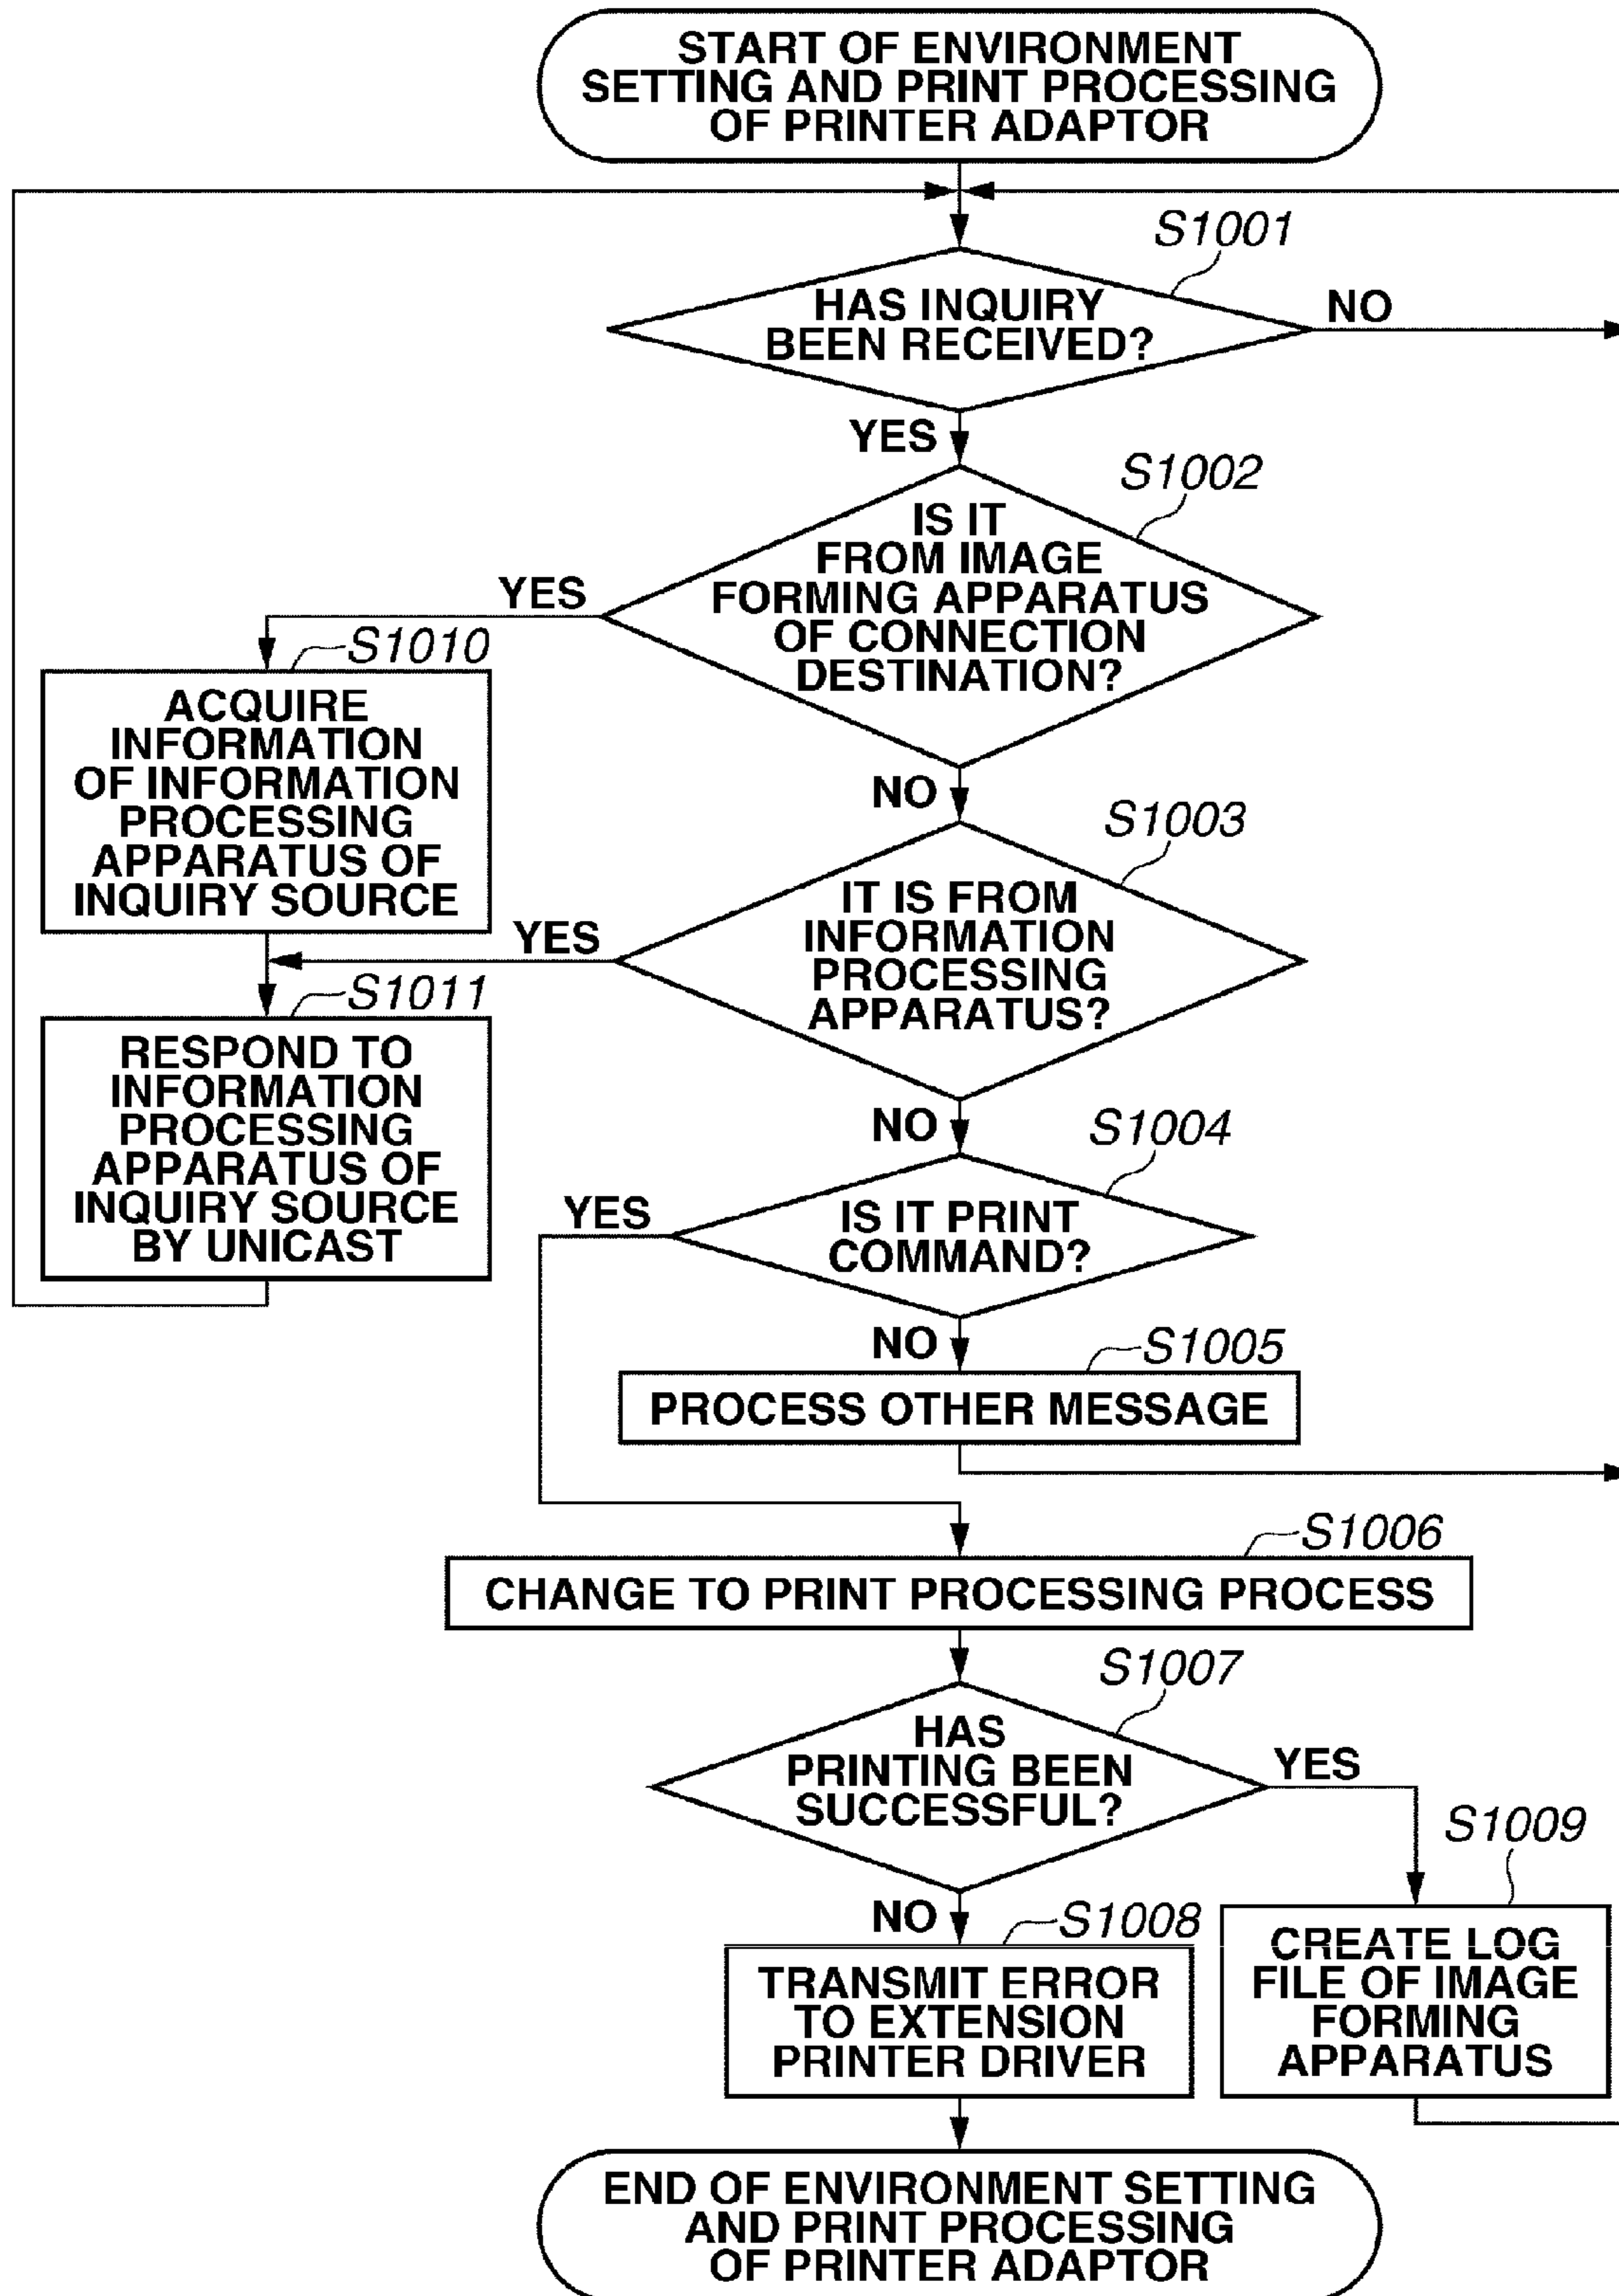 START OF ENVIRONMENT
SETTING AND PRINT PROCESSING
OF PRINTER ADAPTOR
S1001
HAS INQUIRY
BEEN RECEIVED?
NO
YES
S1002
IS IT
FROM IMAGE
FORMING APPARATUS
OF CONNECTION
DESTINATION?
YES
S1010
ACQUIRE
INFORMATION
OF INFORMATION
PROCESSING
APPARATUS OF
INQUIRY SOURCE
NO
S1003
IT IS FROM
INFORMATION
PROCESSING
APPARATUS?
YES
S1011
RESPOND TO
INFORMATION
PROCESSING
APPARATUS OF
INQUIRY SOURCE
BY UNICAST
NO
S1004
IS IT PRINT
COMMAND?
YES
NO
S1005
PROCESS OTHER MESSAGE
S1006
CHANGE TO PRINT PROCESSING PROCESS
S1007
HAS
PRINTING BEEN
SUCCESSFUL?
YES
S1009
CREATE LOG
FILE OF IMAGE
FORMING
APPARATUS
NO
S1008
TRANSMIT ERROR
TO EXTENSION
PRINTER DRIVER
END OF ENVIRONMENT SETTING
AND PRINT PROCESSING
OF PRINTER ADAPTOR